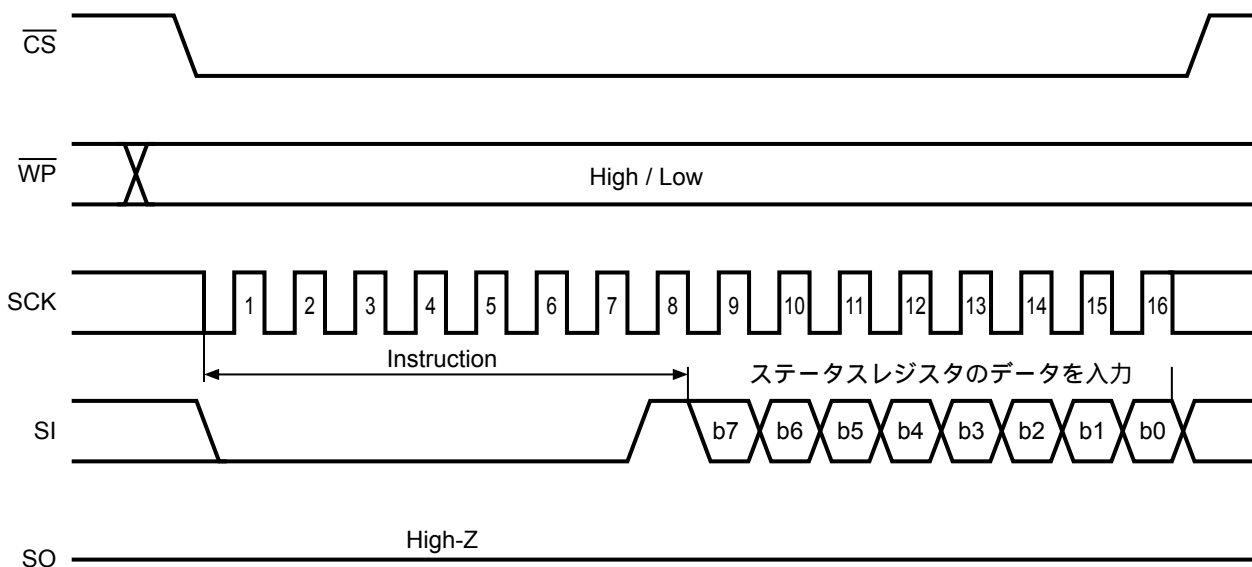 C̅S̅
W̅P̅
High / Low
SCK
1 2 3 4 5 6 7 8 9 10 11 12 13 14 15 16
Instruction
ステータスレジスタのデータを入力
SI
b7 b6 b5 b4 b3 b2 b1 b0
High-Z
SO